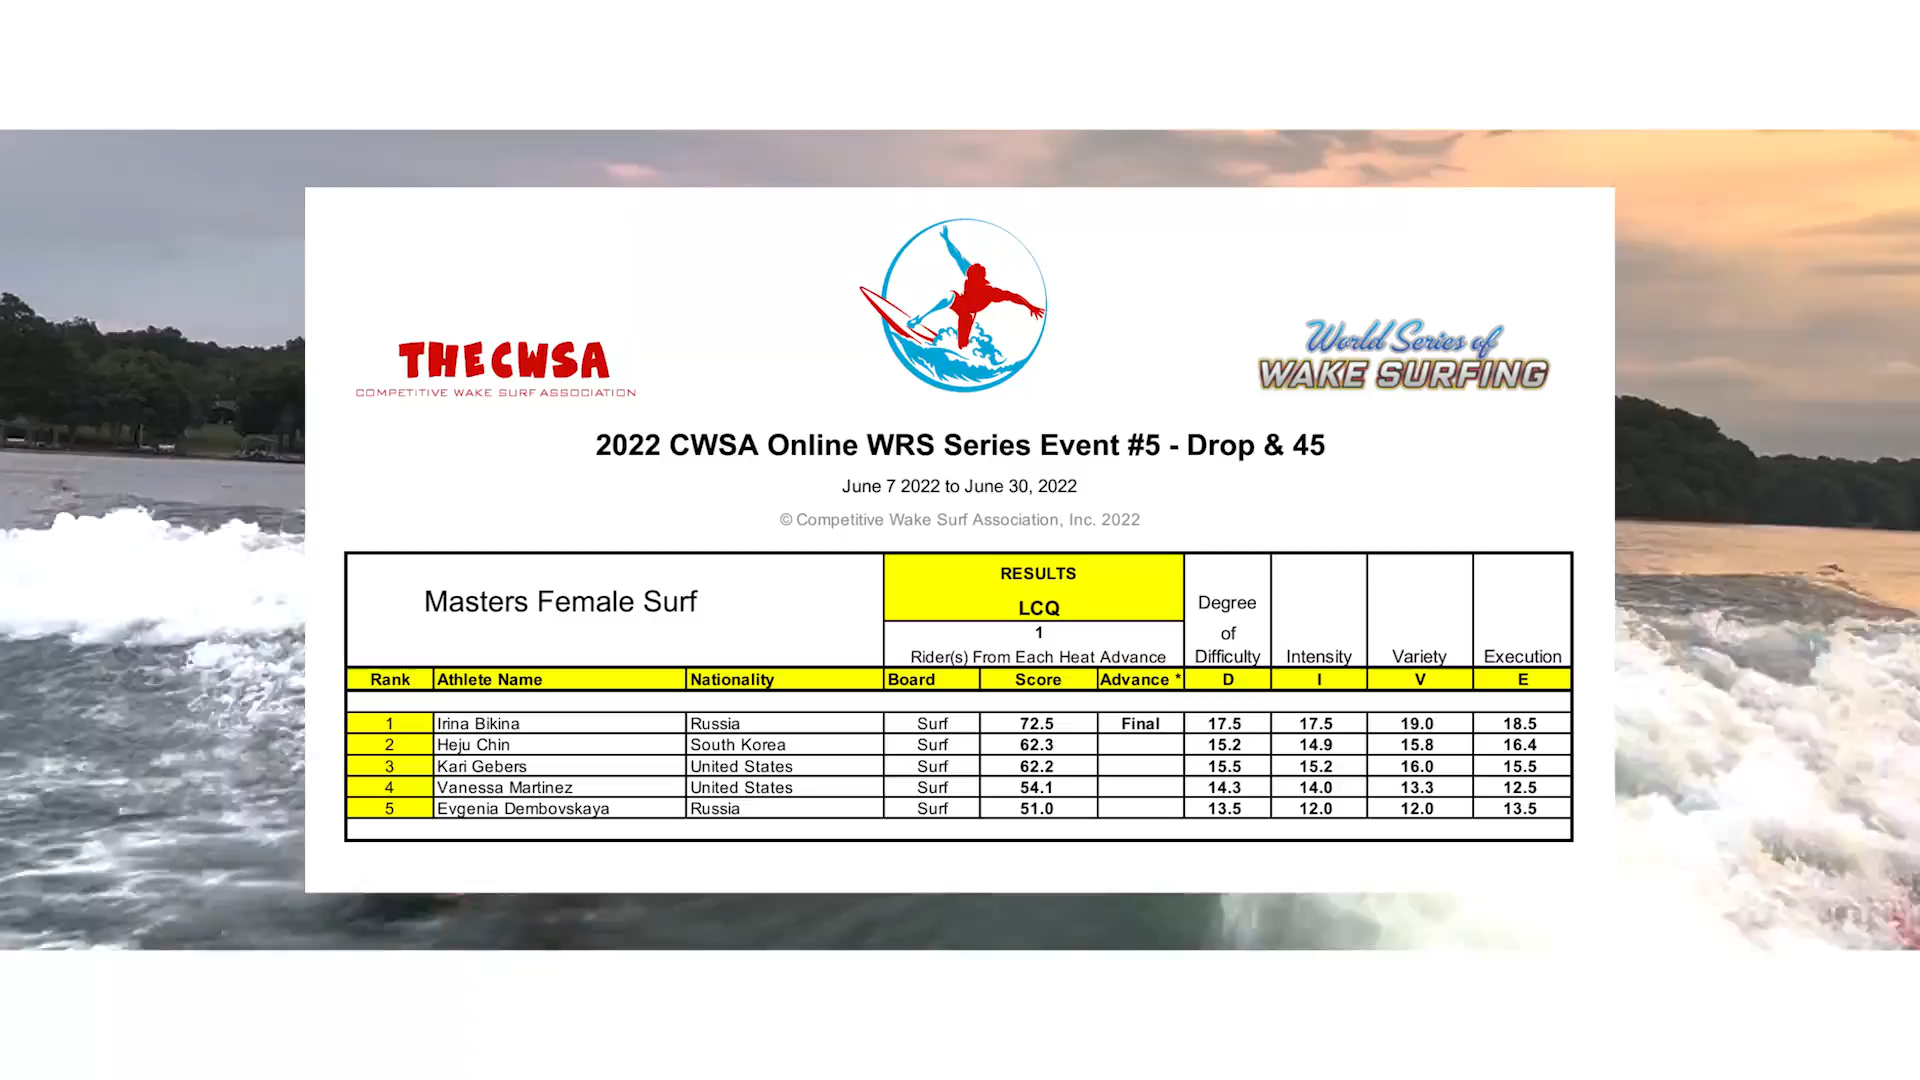 THECWSA
COMPETITIVE WAKE SURF ASSOCIATION
World Series of
WAKE SURFING
2022 CWSA Online WRS Series Event #5 - Drop & 45
June 7 2022 to June 30, 2022
© Competitive Wake Surf Association, Inc. 2022
Masters Female Surf
RESULTS
LCQ
1
Rider(s) From Each Heat Advance
Degree of Difficulty Intensity Variety Execution
Rank Athlete Name Nationality Board Score Advance * D I V E
1 Irina Bikina Russia Surf 72.5 Final 17.5 17.5 19.0 18.5
2 Heju Chin South Korea Surf 62.3 15.2 14.9 15.8 16.4
3 Kari Gebers United States Surf 62.2 15.5 15.2 16.0 15.5
4 Vanessa Martinez United States Surf 54.1 14.3 14.0 13.3 12.5
5 Evgenia Dembovskaya Russia Surf 51.0 13.5 12.0 12.0 13.5